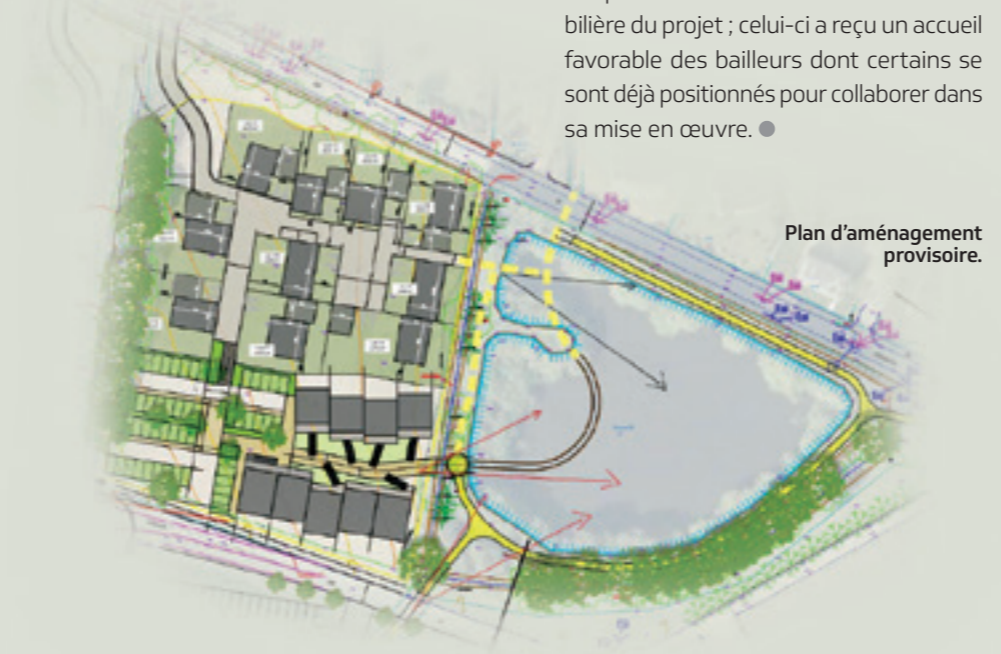 bilière du projet ; celui-ci a reçu un accueil
favorable des bailleurs dont certains se
sont déjà positionnés pour collaborer dans
sa mise en œuvre. ●
Plan d’aménagement
provisoire.